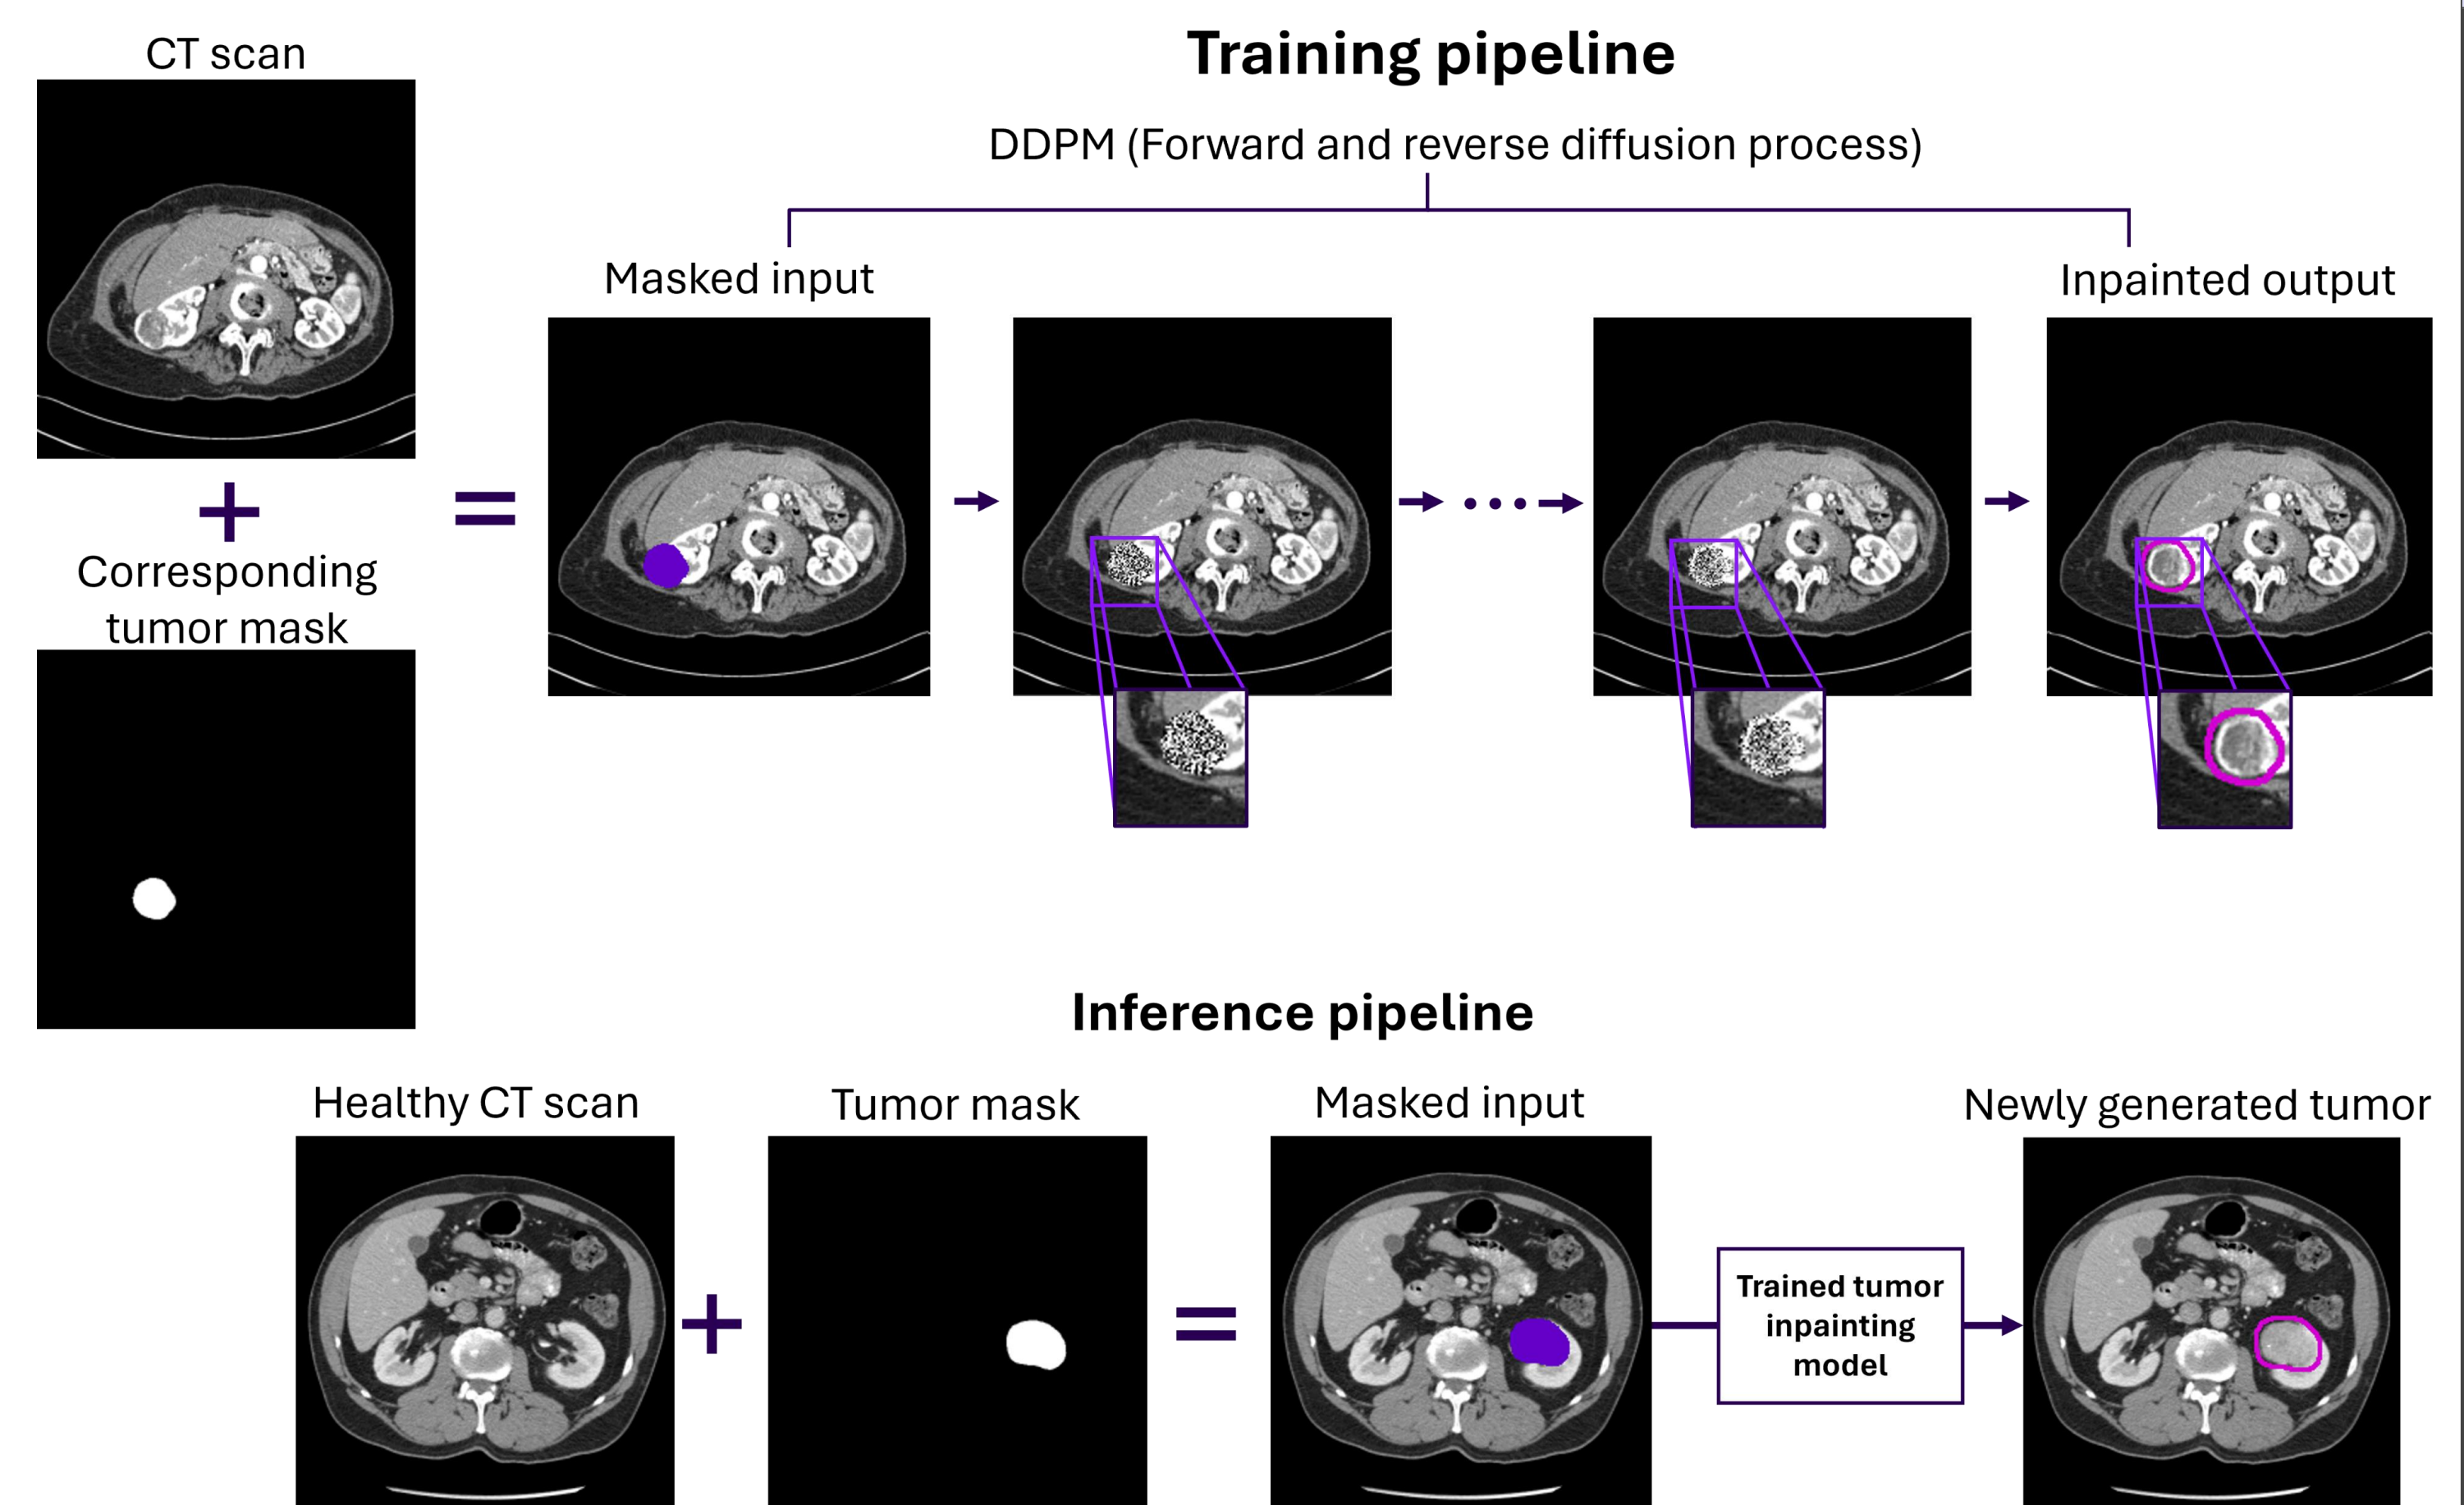 CT scan
Training pipeline
DDPM (Forward and reverse diffusion process)
Masked input
Inpainted output
Corresponding
tumor mask
Inference pipeline
Healthy CT scan
Tumor mask
Masked input
Newly generated tumor
Trained tumor
inpainting
model